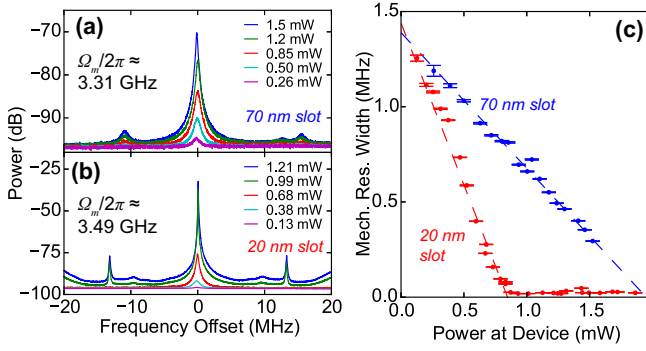 (a)
Ω_m/2π ≈
3.31 GHz
1.5 mW
1.2 mW
0.85 mW
0.50 mW
0.26 mW
70 nm slot
−65
−75
−85
−95
(b)
Ω_m/2π ≈
3.49 GHz
1.21 mW
0.99 mW
0.68 mW
0.38 mW
0.13 mW
20 nm slot
−25
−50
−75
−100
Power (dB)
−20 −10 0 10 20
Frequency Offset (MHz)
(c)
70 nm slot
20 nm
slot
1.5
1.0
0.5
0.0
Mech. Res. Width (MHz)
0.0 0.5 1.0 1.5
Power at Device (mW)